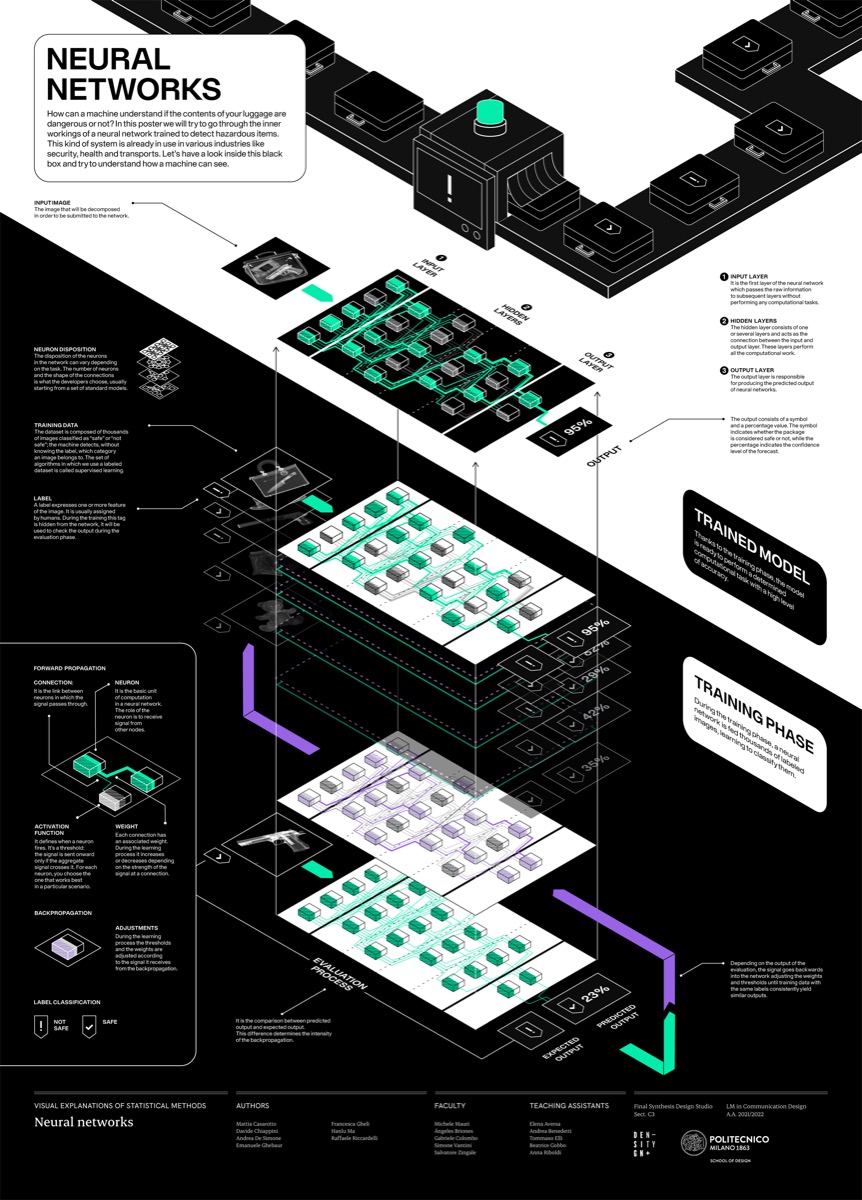 NEURAL
NETWORKS
How can a machine understand if the contents of your luggage are
dangerous or not? In this poster we will try to go through the inner
workings of a neural network trained to detect hazardous items.
This kind of system is already in use in various industries like
security, health and transports. Let's have a look inside this black
box and try to understand how a machine can see.
!
INPUT IMAGE
The image that will be decomposed
in order to be submitted to the network.
1
INPUT
LAYER
2
HIDDEN
LAYERS
3
OUTPUT
LAYER
1 INPUT LAYER
It is the first layer of the neural network
which passes the raw information
to subsequent layers without
performing any computational tasks.
2 HIDDEN LAYERS
The hidden layer consists of one
or several layers and acts as the
connection between the input and
output layer. These layers perform
all the computational work.
3 OUTPUT LAYER
The output layer is responsible
for producing the predicted output
of neural networks.
NEURON DISPOSITION
The disposition of the neurons
in the network can vary depending
on the task. The number of neurons
and the shape of the connections
is what the developers choose, usually
starting from a set of standard models.
95%
OUTPUT
The output consists of a symbol
and a percentage value. The symbol
indicates whether the package
is considered safe or not, while the
percentage indicates the confidence
level of the forecast.
TRAINING DATA
The dataset is composed of thousands
of images classified as "safe" or "not
safe"; the machine detects, without
knowing the label, which category
an image belongs to. The set of
algorithms in which we use a labeled
dataset is called supervised learning.
LABEL
A label expresses one or more feature
of the image. It is usually assigned
by humans. During the training this tag
is hidden from the network, it will be
used to check the output during the
evaluation phase.
TRAINED MODEL
Thanks to the training phase, the model
is ready to perform a determined
computational task with a high level
of accuracy.
95%
62%
29%
42%
35%
TRAINING PHASE
During the training phase, a neural
network is fed thousands of labeled
images, learning to classify them.
FORWARD PROPAGATION
CONNECTION:
It is the link between
neurons in which the
signal passes through.
NEURON
It is the basic unit
of computation
in a neural network.
The role of the
neuron is to receive
signal from
other nodes.
ACTIVATION
FUNCTION
It defines when a neuron
fires. It's a threshold:
the signal is sent onward
only if the aggregate
signal crosses it. For each
neuron, you choose the
one that works best
in a particular scenario.
WEIGHT
Each connection has
an associated weight.
During the learning
process it increases
or decreases depending
on the strength of the
signal at a connection.
BACKPROPAGATION
ADJUSTMENTS
During the learning
process the thresholds
and the weights are
adjusted according
to the signal it receives
from the backpropagation.
LABEL CLASSIFICATION
! NOT
SAFE
SAFE
EVALUATION
PROCESS
It is the comparison between predicted
output and expected output.
This difference determines the intensity
of the backpropagation.
23%
PREDICTED
OUTPUT
EXPECTED
OUTPUT
Depending on the output of the
evaluation, the signal goes backwards
into the network adjusting the weights
and thresholds until training data with
the same labels consistently yield
similar outputs.
VISUAL EXPLANATIONS OF STATISTICAL METHODS
Neural networks
AUTHORS
Mattia Casarotto
Davide Chiappini
Andrea De Simone
Emanuele Ghebaur
Francesca Gheli
Hanlu Ma
Raffaele Riccardelli
FACULTY
Michele Mauri
Ángeles Briones
Gabriele Colombo
Simone Vantini
Salvatore Zingale
TEACHING ASSISTANTS
Elena Aversa
Andrea Benedetti
Tommaso Elli
Beatrice Gobbo
Anna Riboldi
Final Synthesis Design Studio
Sect. C3
LM in Communication Design
A.A. 2021/2022
DEN-
SITY
GN+
POLITECNICO
MILANO 1863
SCHOOL OF DESIGN